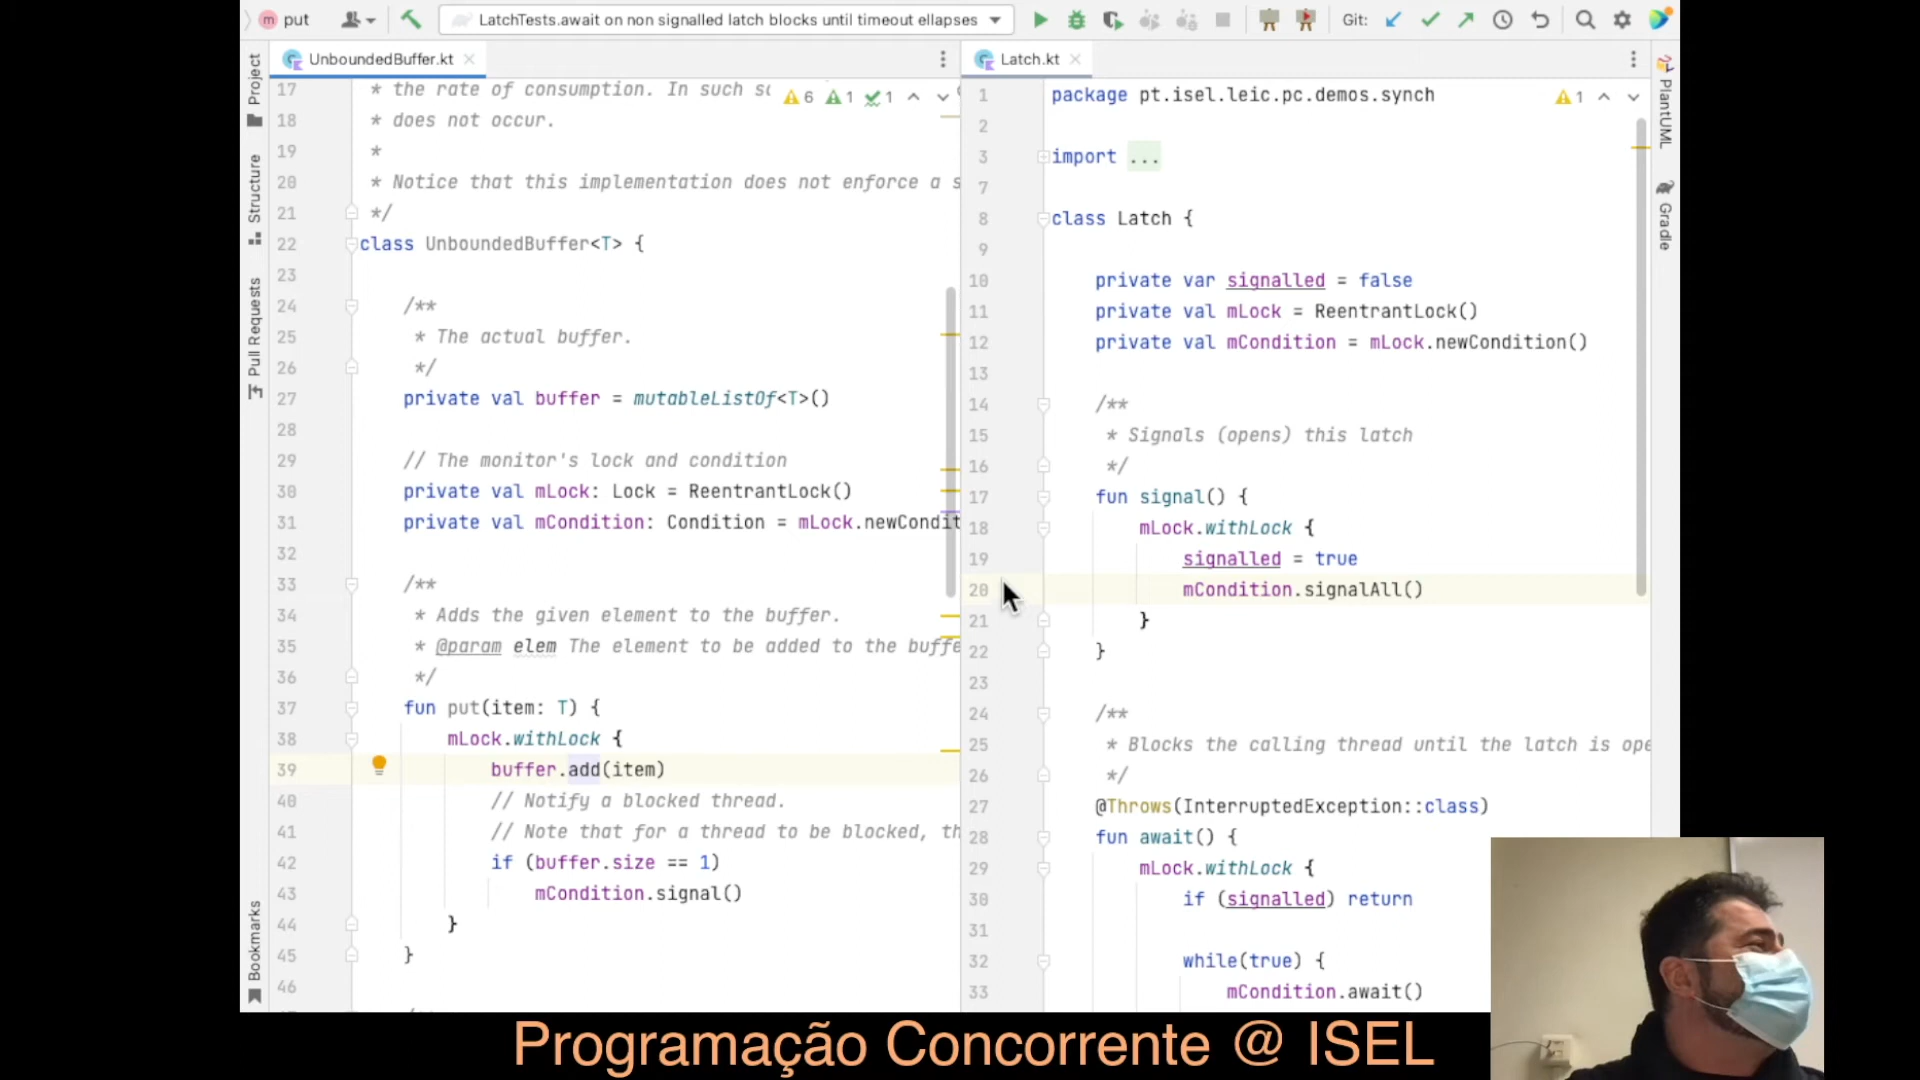 put
LatchTests.await on non signalled latch blocks until timeout ellapses
Git:
Project
Structure
Pull Requests
Bookmarks
UnboundedBuffer.kt
6 1 1
17 * the rate of consumption. In such
18 * does not occur.
19 *
20 * Notice that this implementation does not enforce a
21 */
22 class UnboundedBuffer<T> {
23
24 /**
25 * The actual buffer.
26 */
27 private val buffer = mutableListOf<T>()
28
29 // The monitor's lock and condition
30 private val mLock: Lock = ReentrantLock()
31 private val mCondition: Condition = mLock.newCondit
32
33 /**
34 * Adds the given element to the buffer.
35 * @param elem The element to be added to the buffe
36 */
37 fun put(item: T) {
38 mLock.withLock {
39 buffer.add(item)
40 // Notify a blocked thread.
41 // Note that for a thread to be blocked, th
42 if (buffer.size == 1)
43 mCondition.signal()
44 }
45 }
46
Latch.kt
1
1 package pt.isel.leic.pc.demos.synch
2
3 import ...
7
8 class Latch {
9
10 private var signalled = false
11 private val mLock = ReentrantLock()
12 private val mCondition = mLock.newCondition()
13
14 /**
15 * Signals (opens) this latch
16 */
17 fun signal() {
18 mLock.withLock {
19 signalled = true
20 mCondition.signalAll()
21 }
22 }
23
24 /**
25 * Blocks the calling thread until the latch is ope
26 */
27 @Throws(InterruptedException::class)
28 fun await() {
29 mLock.withLock {
30 if (signalled) return
31
32 while(true) {
33 mCondition.await()
PlantUML
Gradle
Programação Concorrente @ ISEL